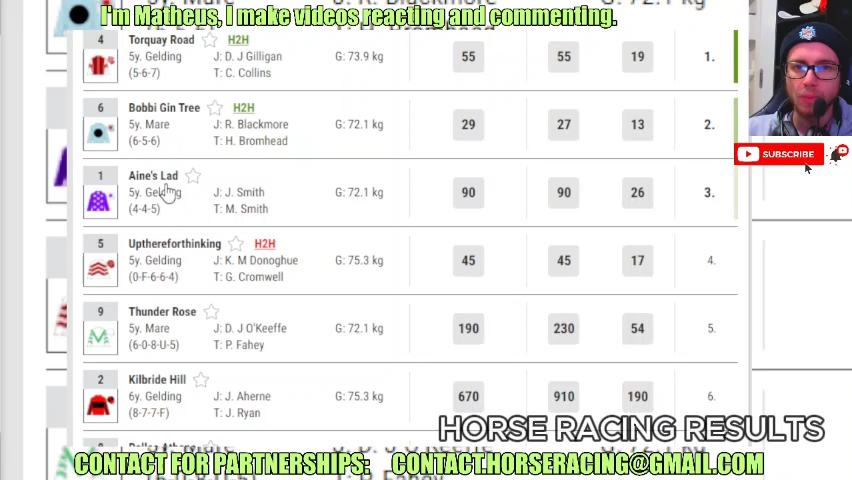 I'm Matheus, I make videos reacting and commenting.
4 Torquay Road H2H
5y. Gelding J: D. J Gilligan G: 73.9 kg 55 55 19 1.
(5-6-7) T: C. Collins
6 Bobbi Gin Tree H2H
5y. Mare J: R. Blackmore G: 72.1 kg 29 27 13 2.
(6-5-6) T: H. Bromhead
1 Aine's Lad
5y. Gelding J: J. Smith G: 72.1 kg 90 90 26 3.
(4-4-5) T: M. Smith
5 Upthereforthinking H2H
5y. Gelding J: K. M Donoghue G: 75.3 kg 45 45 17 4.
(0-F-6-6-4) T: G. Cromwell
9 Thunder Rose
5y. Mare J: D. J O'Keeffe G: 72.1 kg 190 230 54 5.
(6-0-8-U-5) T: P. Fahey
2 Kilbride Hill
6y. Gelding J: J. Aherne G: 75.3 kg 670 910 190 6.
(8-7-7-F) T: J. Ryan
SUBSCRIBE
HORSE RACING RESULTS
CONTACT FOR PARTNERSHIPS: CONTACT.HORSERACING@GMAIL.COM